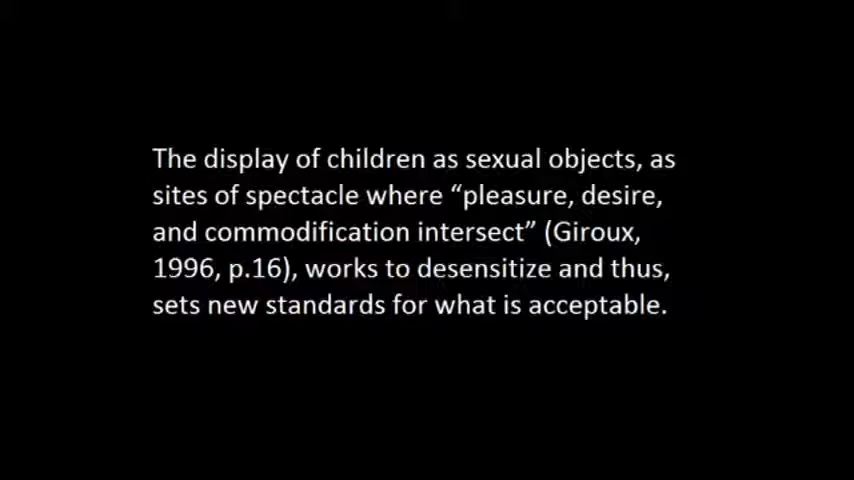 The display of children as sexual objects, as
sites of spectacle where “pleasure, desire,
and commodification intersect” (Giroux,
1996, p.16), works to desensitize and thus,
sets new standards for what is acceptable.